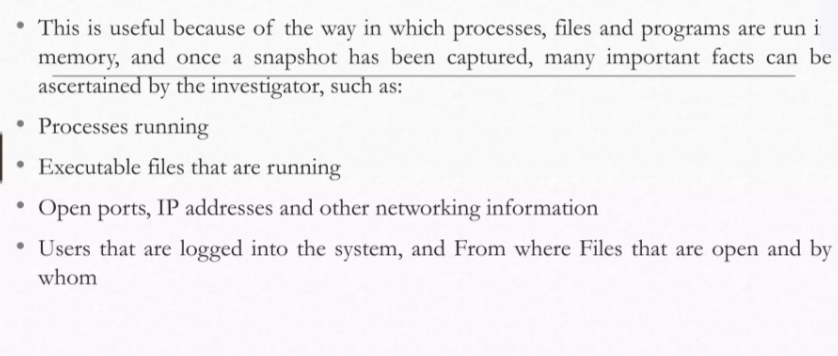 • This is useful because of the way in which processes, files and programs are run i
memory, and once a snapshot has been captured, many important facts can be
ascertained by the investigator, such as:
• Processes running
• Executable files that are running
• Open ports, IP addresses and other networking information
• Users that are logged into the system, and From where Files that are open and by
whom